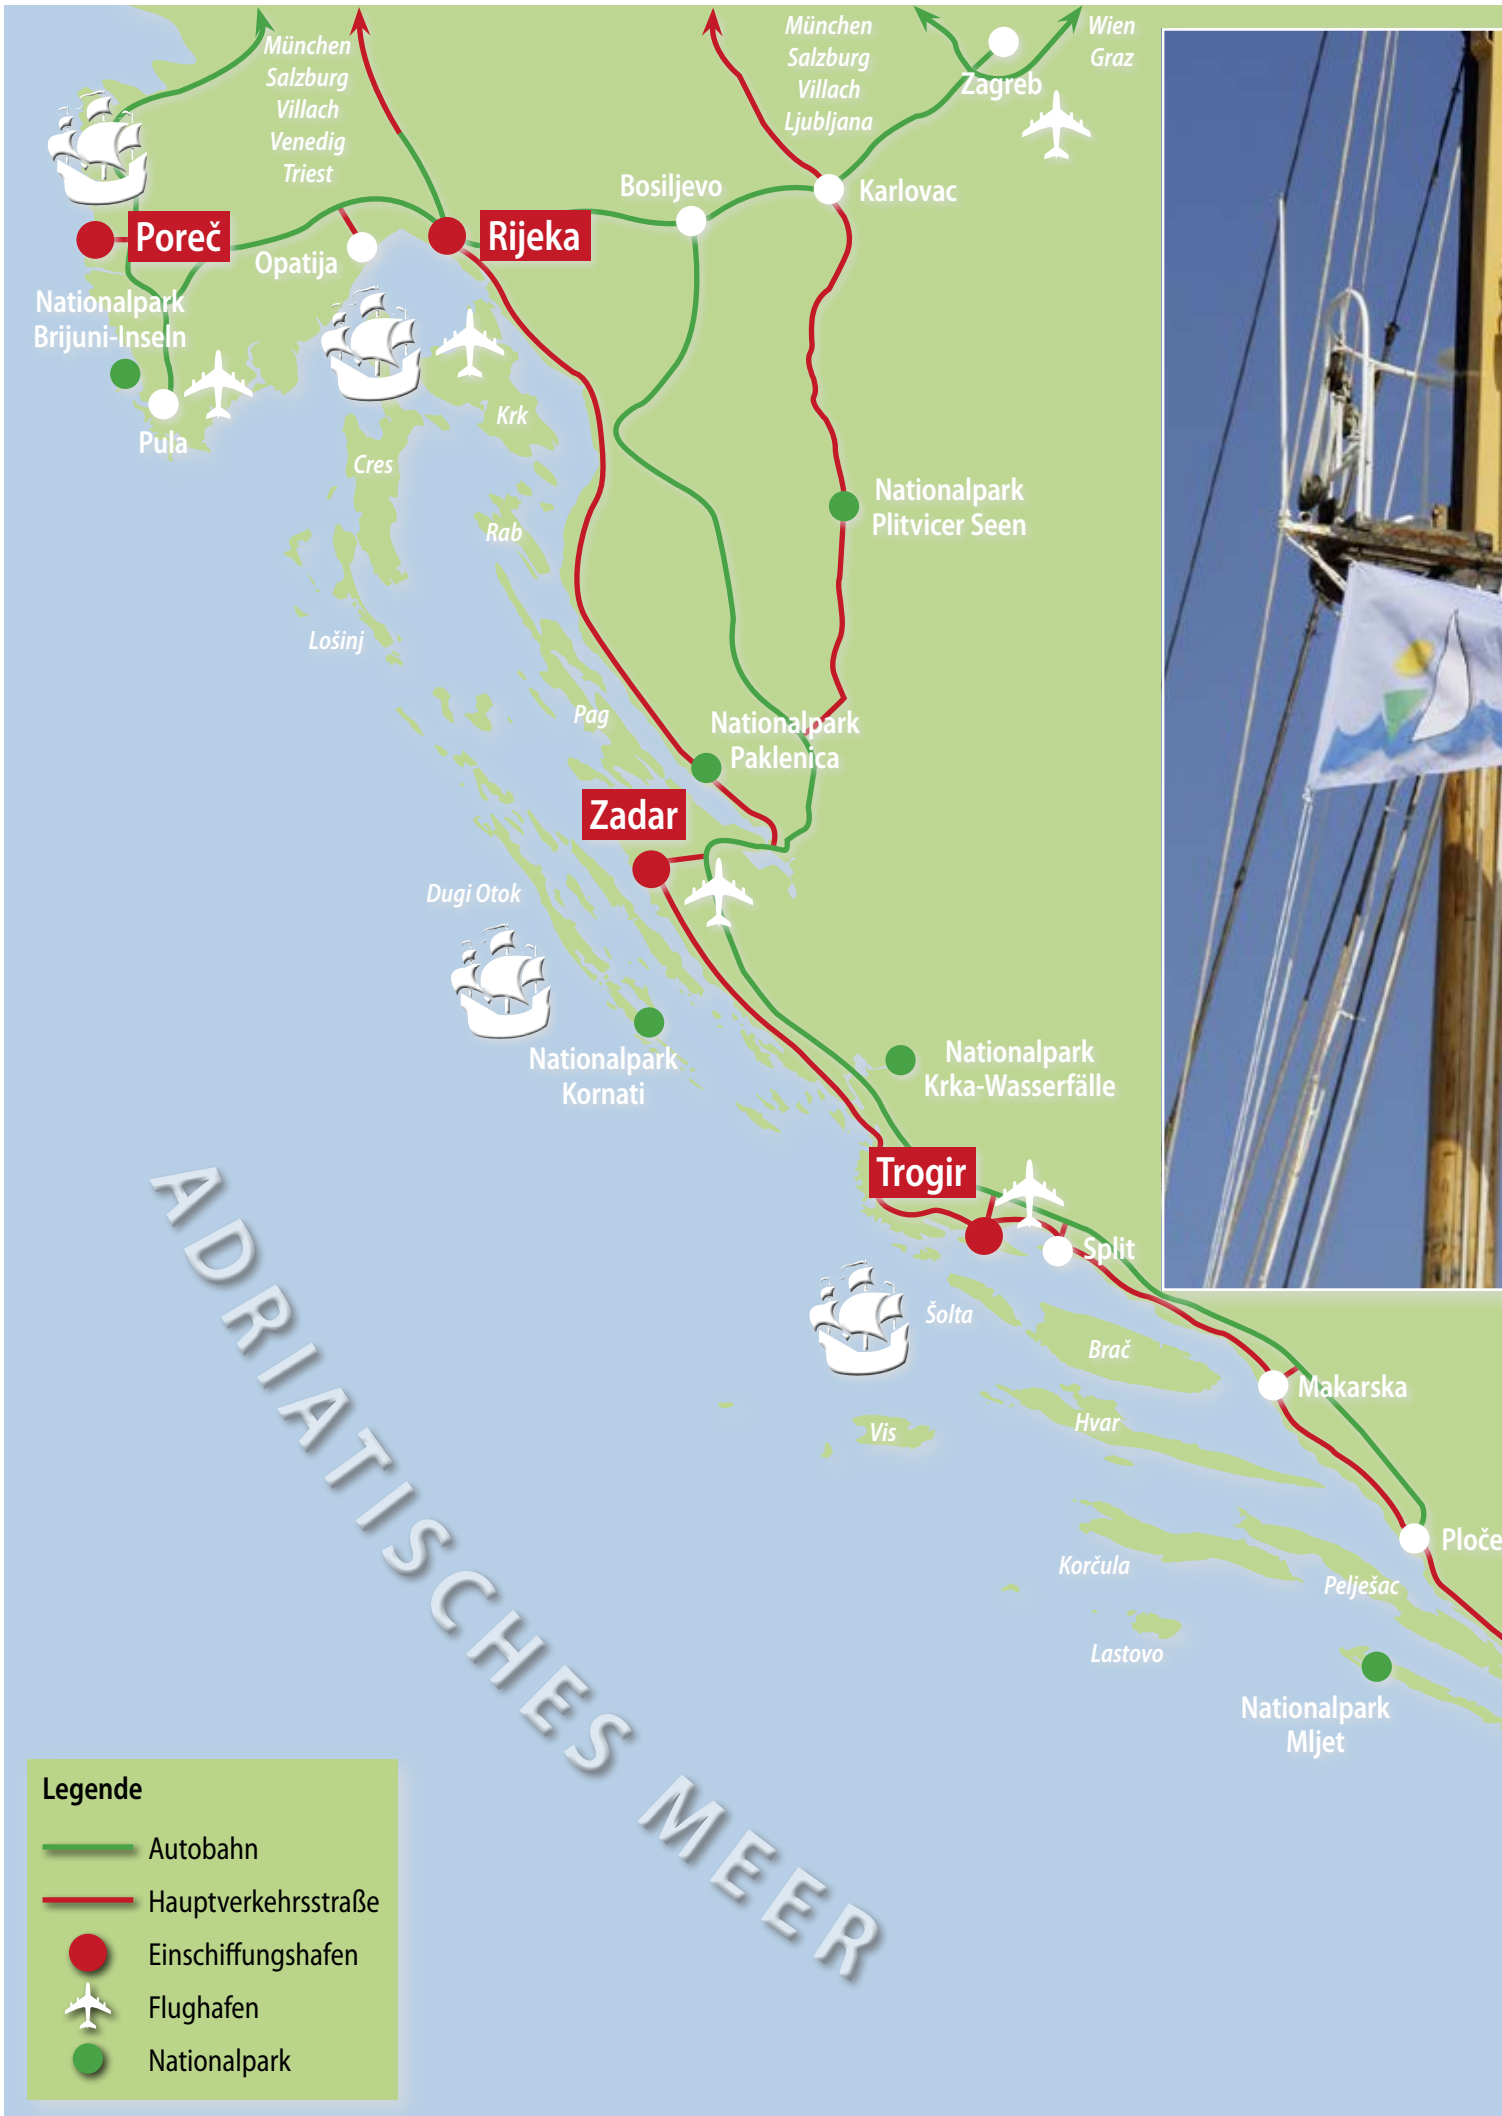 München
Salzburg
Villach
Venedig
Triest
München
Salzburg
Villach
Ljubljana
Wien
Graz
Zagreb
Bosiljevo
Karlovac
Poreč
Rijeka
Opatija
Nationalpark
Brijuni-Inseln
Pula
Krk
Cres
Rab
Nationalpark
Plitvicer Seen
Lošinj
Pag
Nationalpark
Paklenica
Zadar
Dugi Otok
Nationalpark
Kornati
Nationalpark
Krka-Wasserfälle
Trogir
Split
Šolta
Brač
Makarska
Hvar
Vis
Ploče
Korčula
Pelješac
Lastovo
Nationalpark
Mljet
ADRIATISCHES MEER
Legende
Autobahn
Hauptverkehrsstraße
Einschiffungshafen
Flughafen
Nationalpark